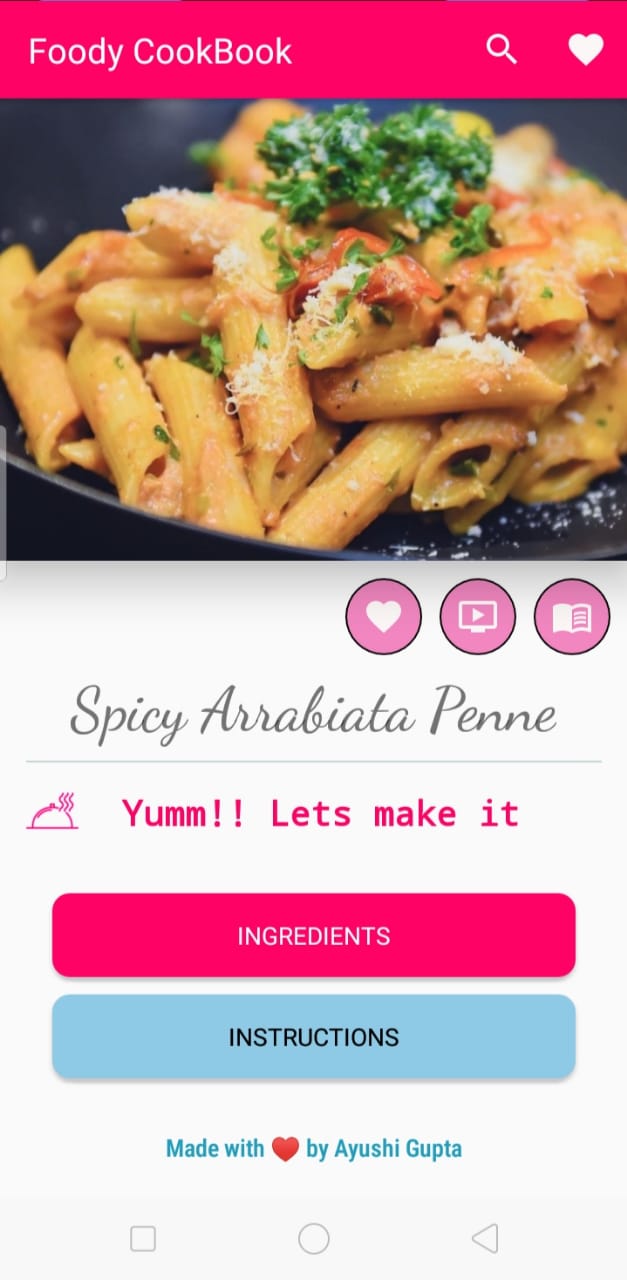 Foody CookBook
Spicy Arrabiata Penne
Yumm!! Lets make it
INGREDIENTS
INSTRUCTIONS
Made with ❤️ by Ayushi Gupta